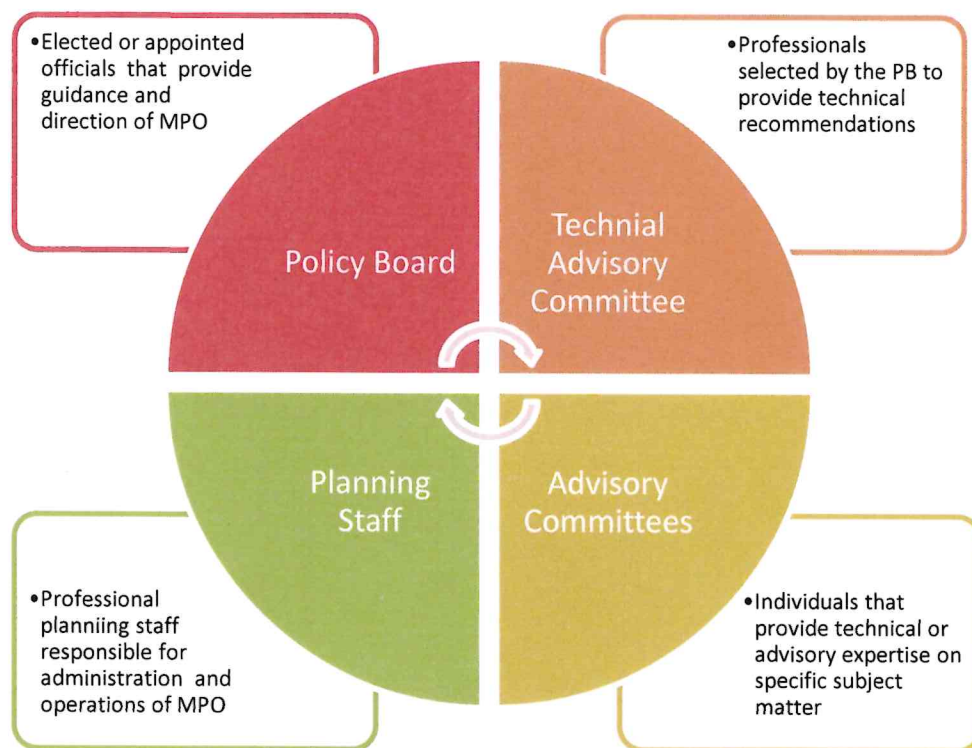 •Elected or appointed
officials that provide
guidance and
direction of MPO
•Professionals
selected by the PB to
provide technical
recommendations
Policy Board
Technial
Advisory
Committee
Planning
Staff
Advisory
Committees
•Professional
planniing staff
responsible for
administration and
operations of MPO
•Individuals that
provide technical or
advisory expertise on
specific subject
matter